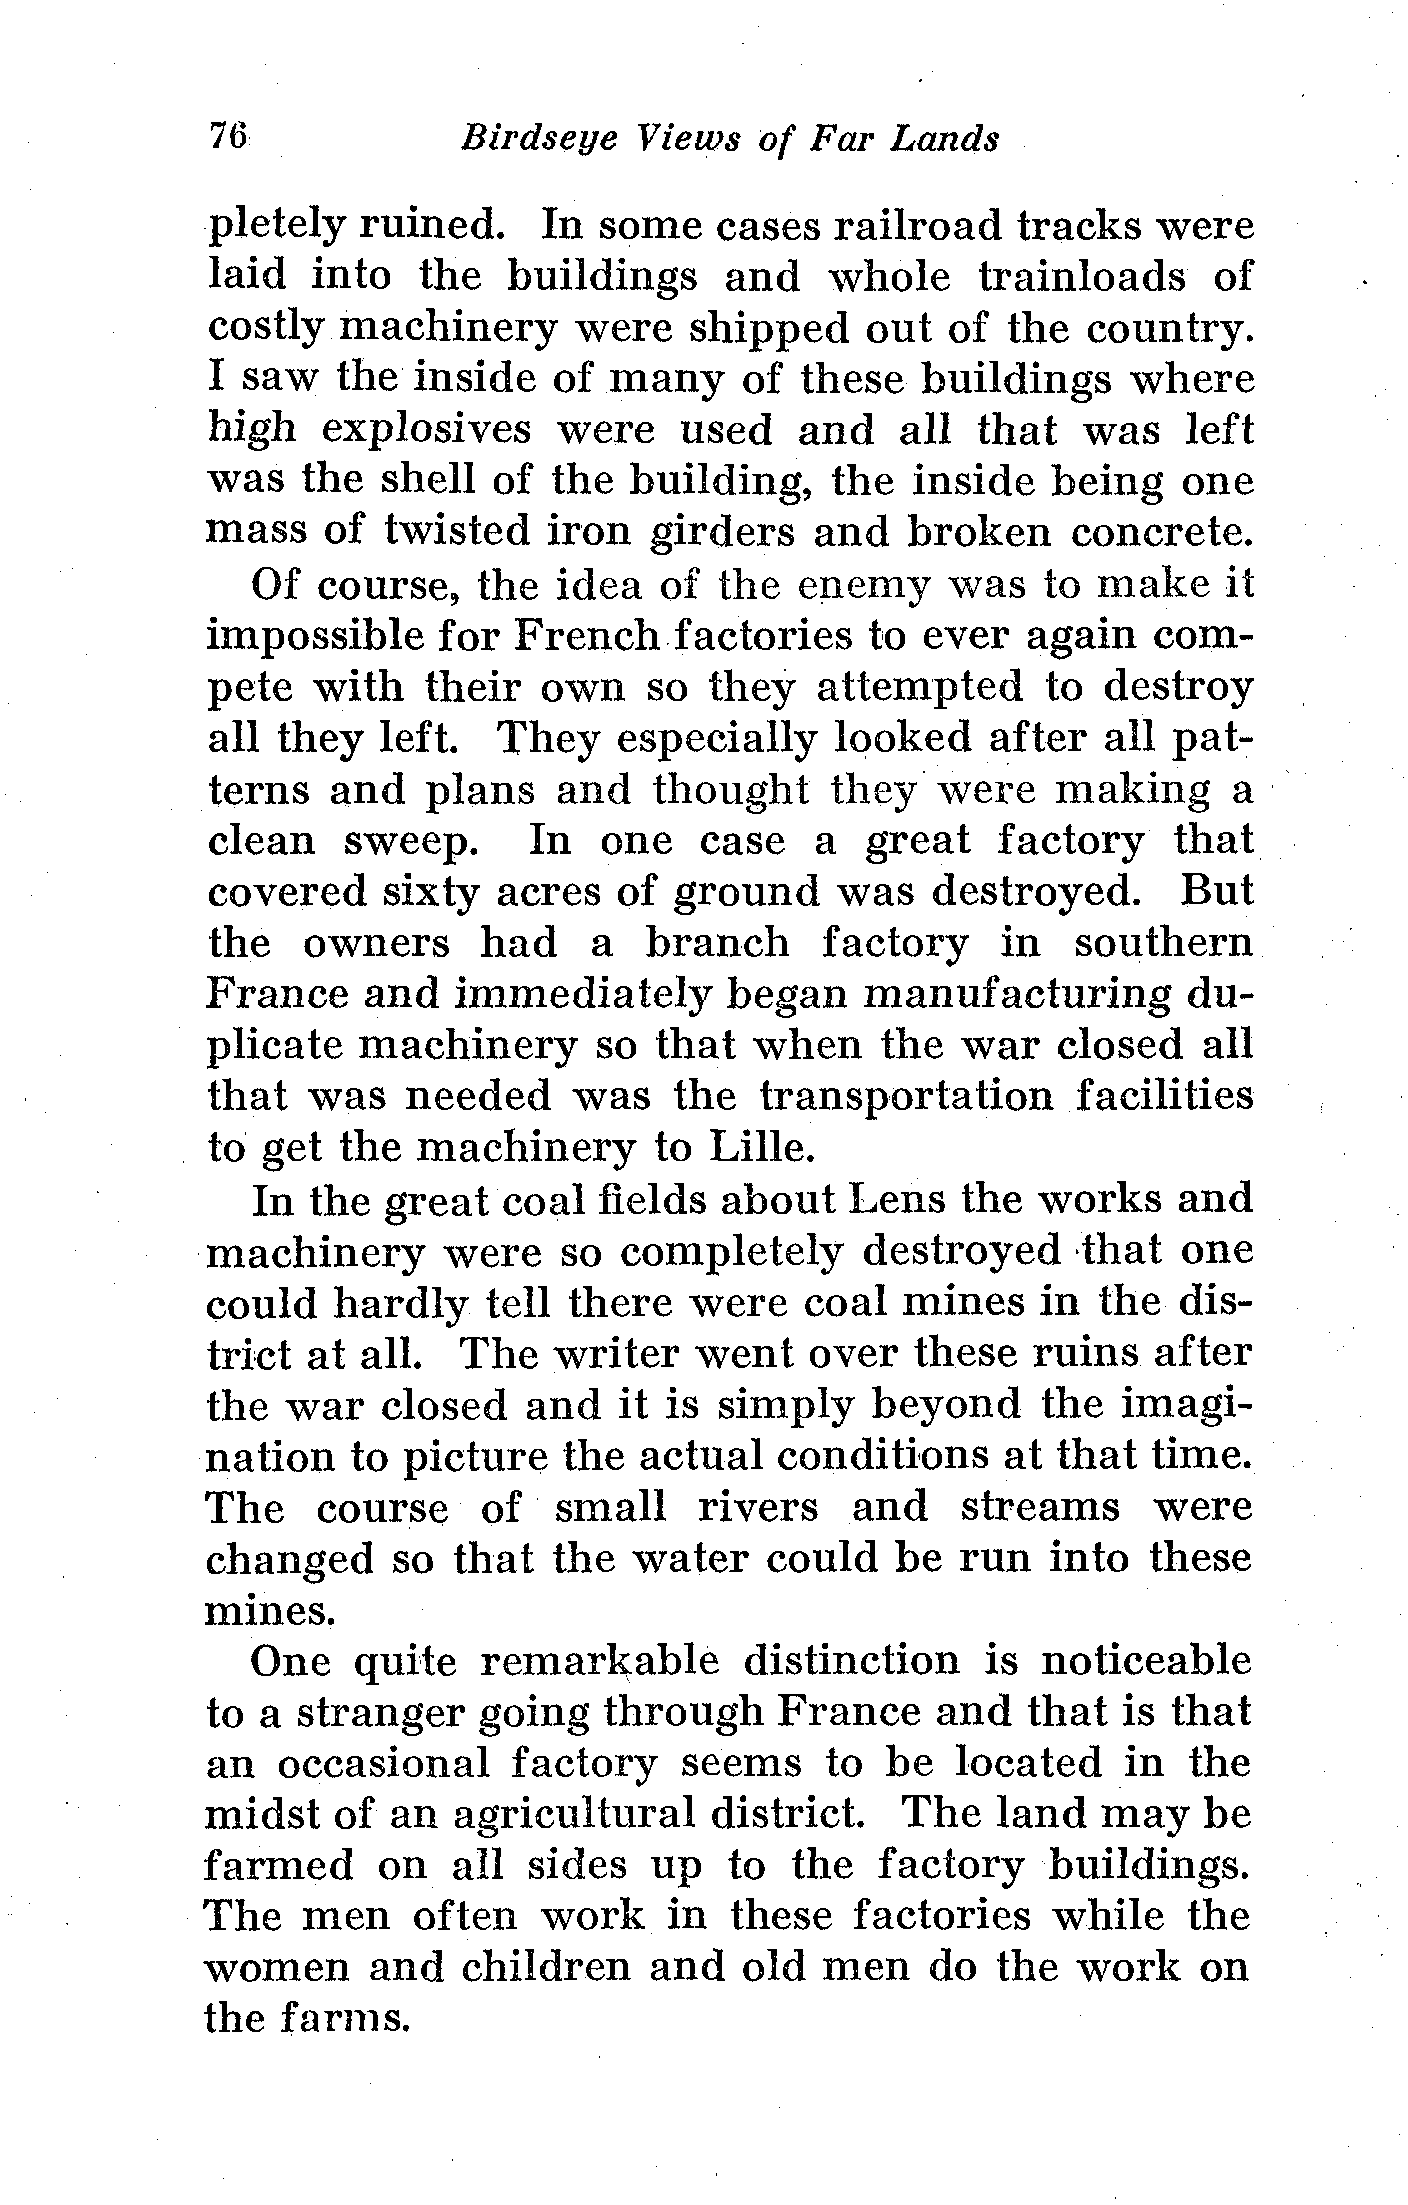 76 Birdseye Views of Far Lands
pletely ruined. In some cases railroad tracks were
laid into the buildings and whole trainloads of
costly machinery were shipped out of the country.
I saw the inside of many of these buildings where
high explosives were used and all that was left
was the shell of the building, the inside being one
mass of twisted iron girders and broken concrete.
Of course, the idea of the enemy was to make it
impossible for French factories to ever again com-
pete with their own so they attempted to destroy
all they left. They especially looked after all pat-
terns and plans and thought they were making a
clean sweep. In one case a great factory that
covered sixty acres of ground was destroyed. But
the owners had a branch factory in southern
France and immediately began manufacturing du-
plicate machinery so that when the war closed all
that was needed was the transportation facilities
to get the machinery to Lille.
In the great coal fields about Lens the works and
machinery were so completely destroyed that one
could hardly tell there were coal mines in the dis-
trict at all. The writer went over these ruins after
the war closed and it is simply beyond the imagi-
nation to picture the actual conditions at that time.
The course of small rivers and streams were
changed so that the water could be run into these
mines.
One quite remarkable distinction is noticeable
to a stranger going through France and that is that
an occasional factory seems to be located in the
midst of an agricultural district. The land may be
farmed on all sides up to the factory buildings.
The men often work in these factories while the
women and children and old men do the work on
the farms.